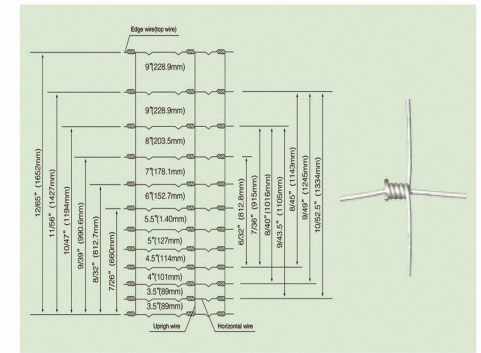 Edge wire(top wire)
9"(228.9mm)
9"(228.9mm)
8"(203.5mm)
7"(178.1mm)
6"(152.7mm)
5.5"(1.40mm)
5"(127mm)
4.5"(114mm)
4"(101mm)
3.5"(89mm)
3.5"(89mm)
12/65" (1652mm)
11/56" (1427mm)
10/47" (1194mm)
9/39" (990.6mm)
8/32" (812.7mm)
7/26" (660mm)
6/32" (812.8mm)
7/36" (915mm)
8/40" (1016mm)
9/43.5" (1105mm)
8/45" (1143mm)
9/49" (1245mm)
10/52.5" (1334mm)
Uprigh wire
Horizontal wire